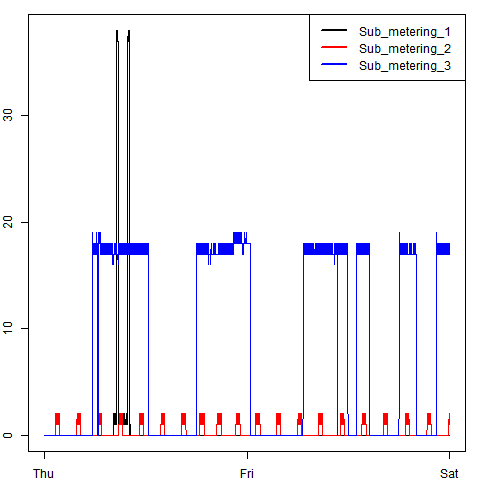 Sub_metering_1
Sub_metering_2
Sub_metering_3
30
20
10
0
Thu Fri Sat